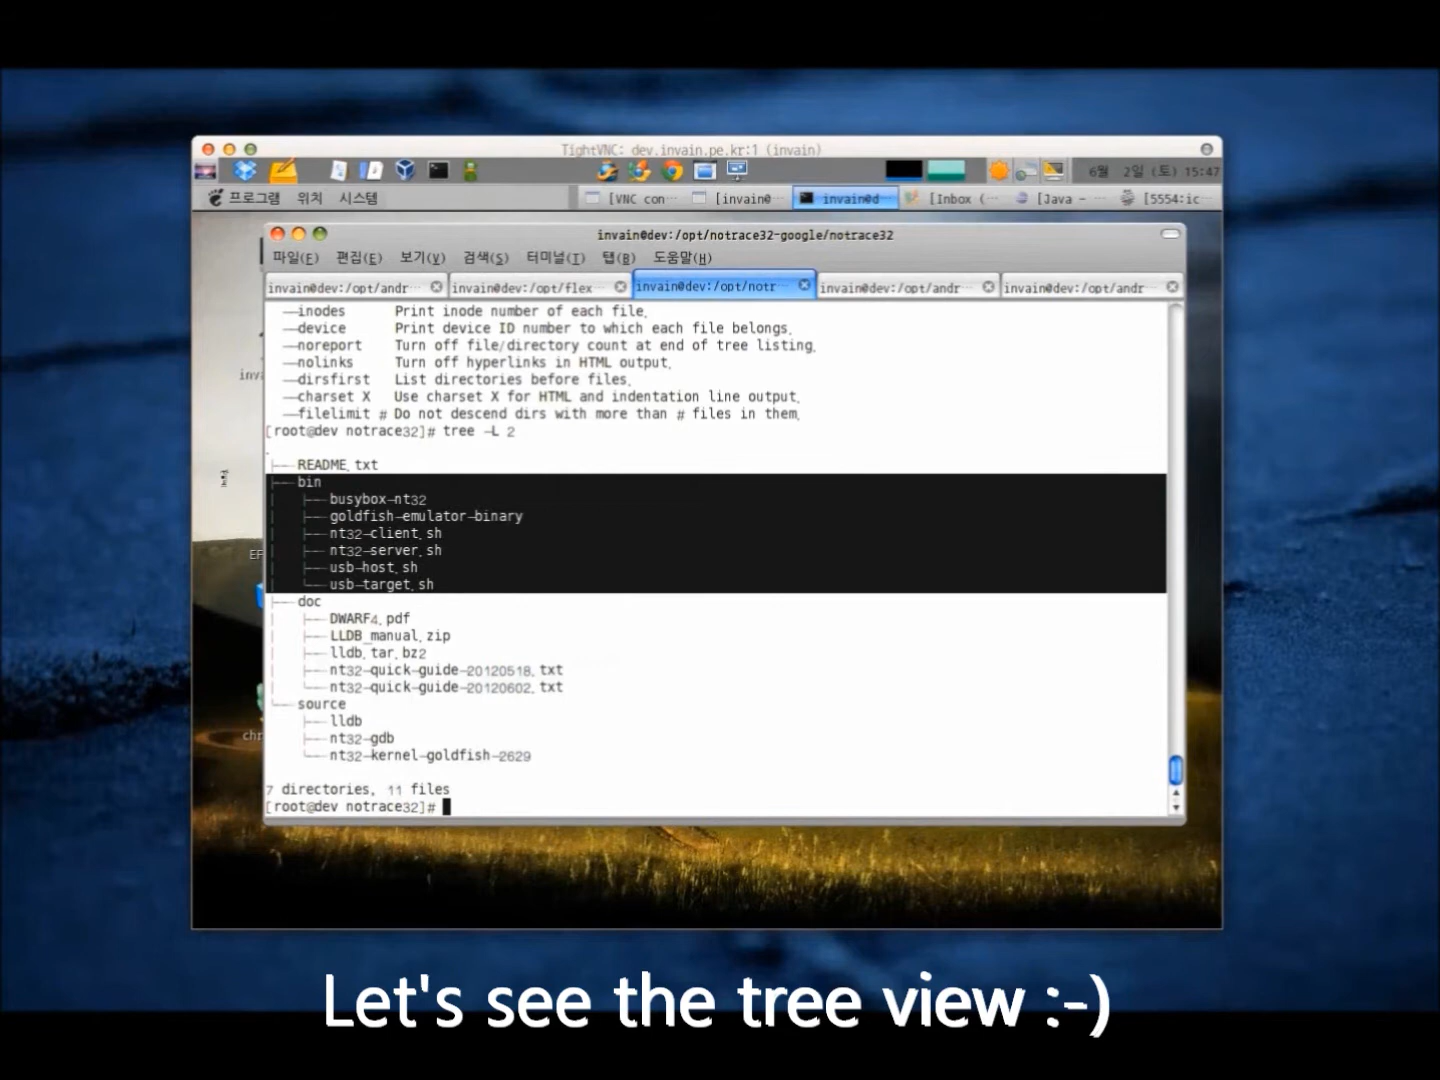 TightVNC: dev.invain.pe.kr:1 (invain)
6월 2일 (토) 15:47
프로그램 위치 시스템
[VNC con… [invain@… invain@d… [Inbox (… [Java - … [5554:ic…
invain@dev:/opt/notrace32-google/notrace32
파일(F) 편집(E) 보기(V) 검색(S) 터미널(T) 탭(B) 도움말(H)
invain@dev:/opt/andr… invain@dev:/opt/flex… invain@dev:/opt/notr… invain@dev:/opt/andr… invain@dev:/opt/andr…
--inodes Print inode number of each file.
--device Print device ID number to which each file belongs.
--noreport Turn off file/directory count at end of tree listing.
--nolinks Turn off hyperlinks in HTML output.
--dirsfirst List directories before files.
--charset X Use charset X for HTML and indentation line output.
--filelimit # Do not descend dirs with more than # files in them.
[root@dev notrace32]# tree -L 2
.
├── README.txt
├── bin
│   ├── busybox-nt32
│   ├── goldfish-emulator-binary
│   ├── nt32-client.sh
│   ├── nt32-server.sh
│   ├── usb-host.sh
│   └── usb-target.sh
├── doc
│   ├── DWARF4.pdf
│   ├── LLDB_manual.zip
│   ├── lldb.tar.bz2
│   ├── nt32-quick-guide-20120518.txt
│   └── nt32-quick-guide-20120602.txt
└── source
    ├── lldb
    ├── nt32-gdb
    └── nt32-kernel-goldfish-2629
7 directories, 11 files
[root@dev notrace32]#
Let's see the tree view :-)